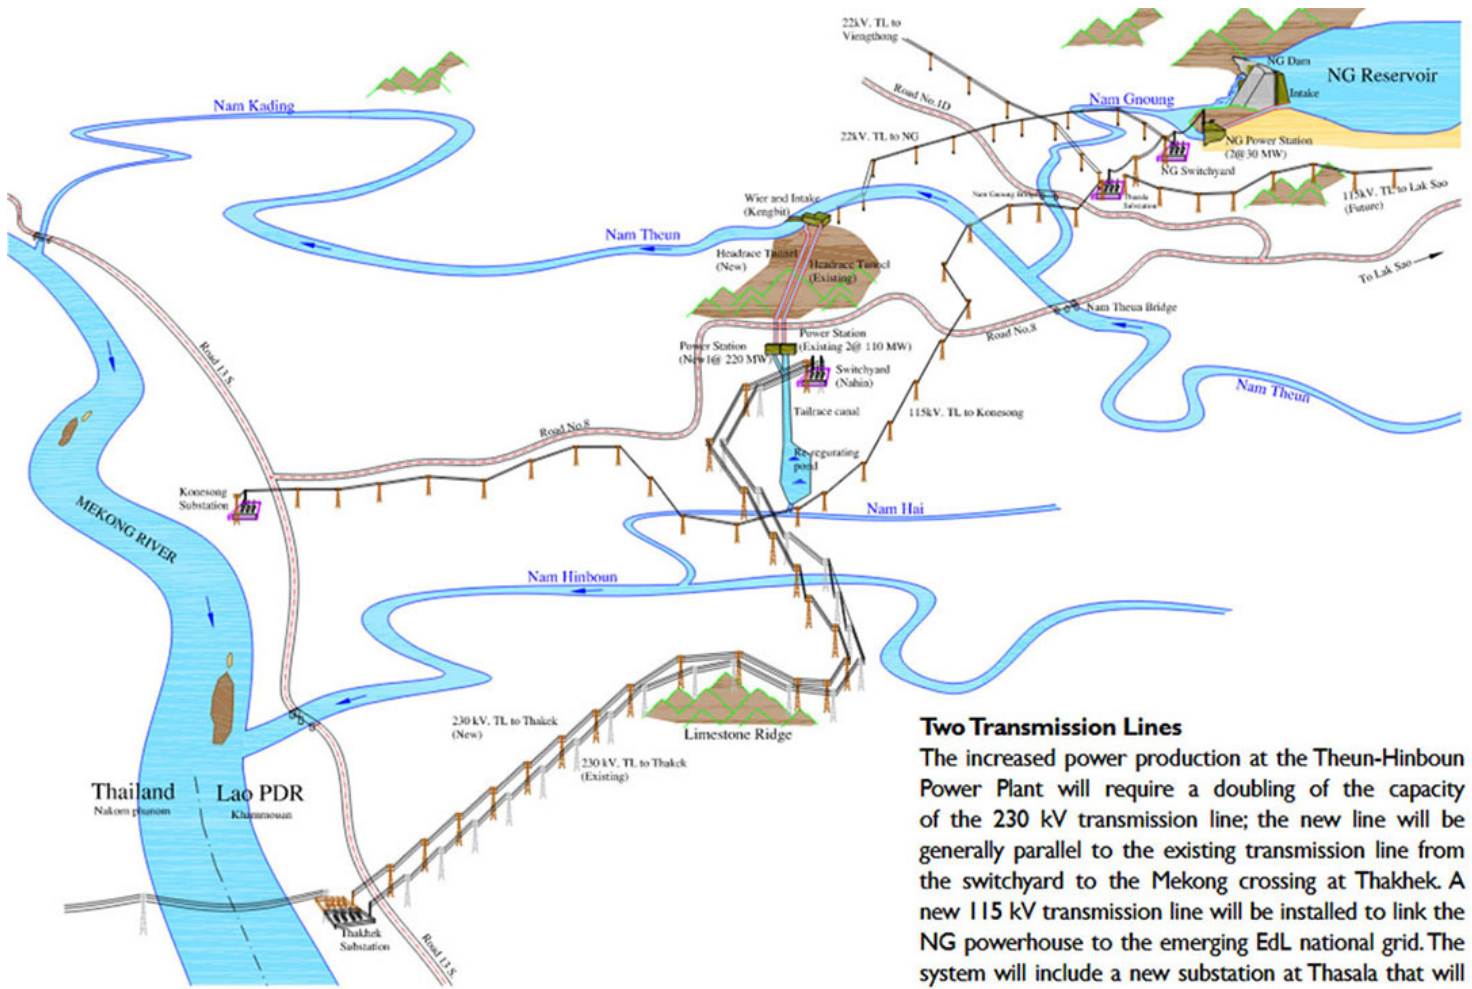 22kV. TL to
Viengthong
NG Dam
NG Reservoir
Intake
Road No.1D
Nam Gnoung
Nam Kading
22kV. TL to NG
NG Power Station
(2@30 MW)
NG Switchyard
Nam Gnoung Bridge
Thasala
Substation
115kV. TL to Lak Sao
(Future)
Wier and Intake
(Kengbit)
Nam Theun
Headrace Tunnel
(New)
Headrace Tunnel
(Existing)
To Lak Sao
Nam Theun Bridge
Road No.8
Power Station
(Existing 2@ 110 MW)
Power Station
(New1@ 220 MW)
Road 13 S.
Switchyard
(Nahin)
Nam Theun
Tailrace canal
115kV. TL to Konesong
Road No.8
Re-regurating
pond
Konesong
Substation
Nam Hai
MEKONG RIVER
Nam Hinboun
230 kV. TL to Thakek
(New)
Limestone Ridge
230 kV. TL to Thakek
(Existing)
Thailand
Nakorn phanom
Lao PDR
Khammouan
Thakhek
Substation
Road 13 S.
Two Transmission Lines
The increased power production at the Theun-Hinboun
Power Plant will require a doubling of the capacity
of the 230 kV transmission line; the new line will be
generally parallel to the existing transmission line from
the switchyard to the Mekong crossing at Thakhek. A
new 115 kV transmission line will be installed to link the
NG powerhouse to the emerging EdL national grid. The
system will include a new substation at Thasala that will